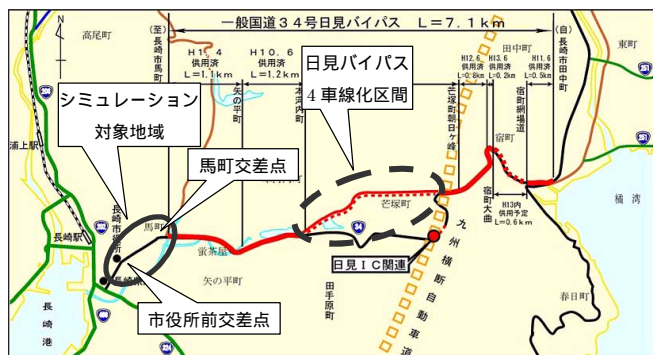 一般国道34号日見バイパス L=7.1km
高尾町
(至)長崎市馬町
H1.4
供用済
L=1.1km
H10.6
供用済
L=1.2km
日見バイパス
4車線化区間
田中町
H12.6
供用済
L=0.8km
H13.6
供用済
L=0.2km
H11.6
供用済
L=0.5km
(自)長崎市田中町
東町
シミュレーション
対象地域
矢の平町
本河内町
芒塚町朝日ヶ峰
宿町網場道
宿町
浦上駅
馬町交差点
長崎駅
長崎市役所
馬町
蛍茶屋
芒塚町
34
宿町大曲
H13内
供用予定
L=0.6km
橘湾
日見IC関連
九州横断自動車道
矢の平町
田手原町
春日町
市役所前交差点
長崎港